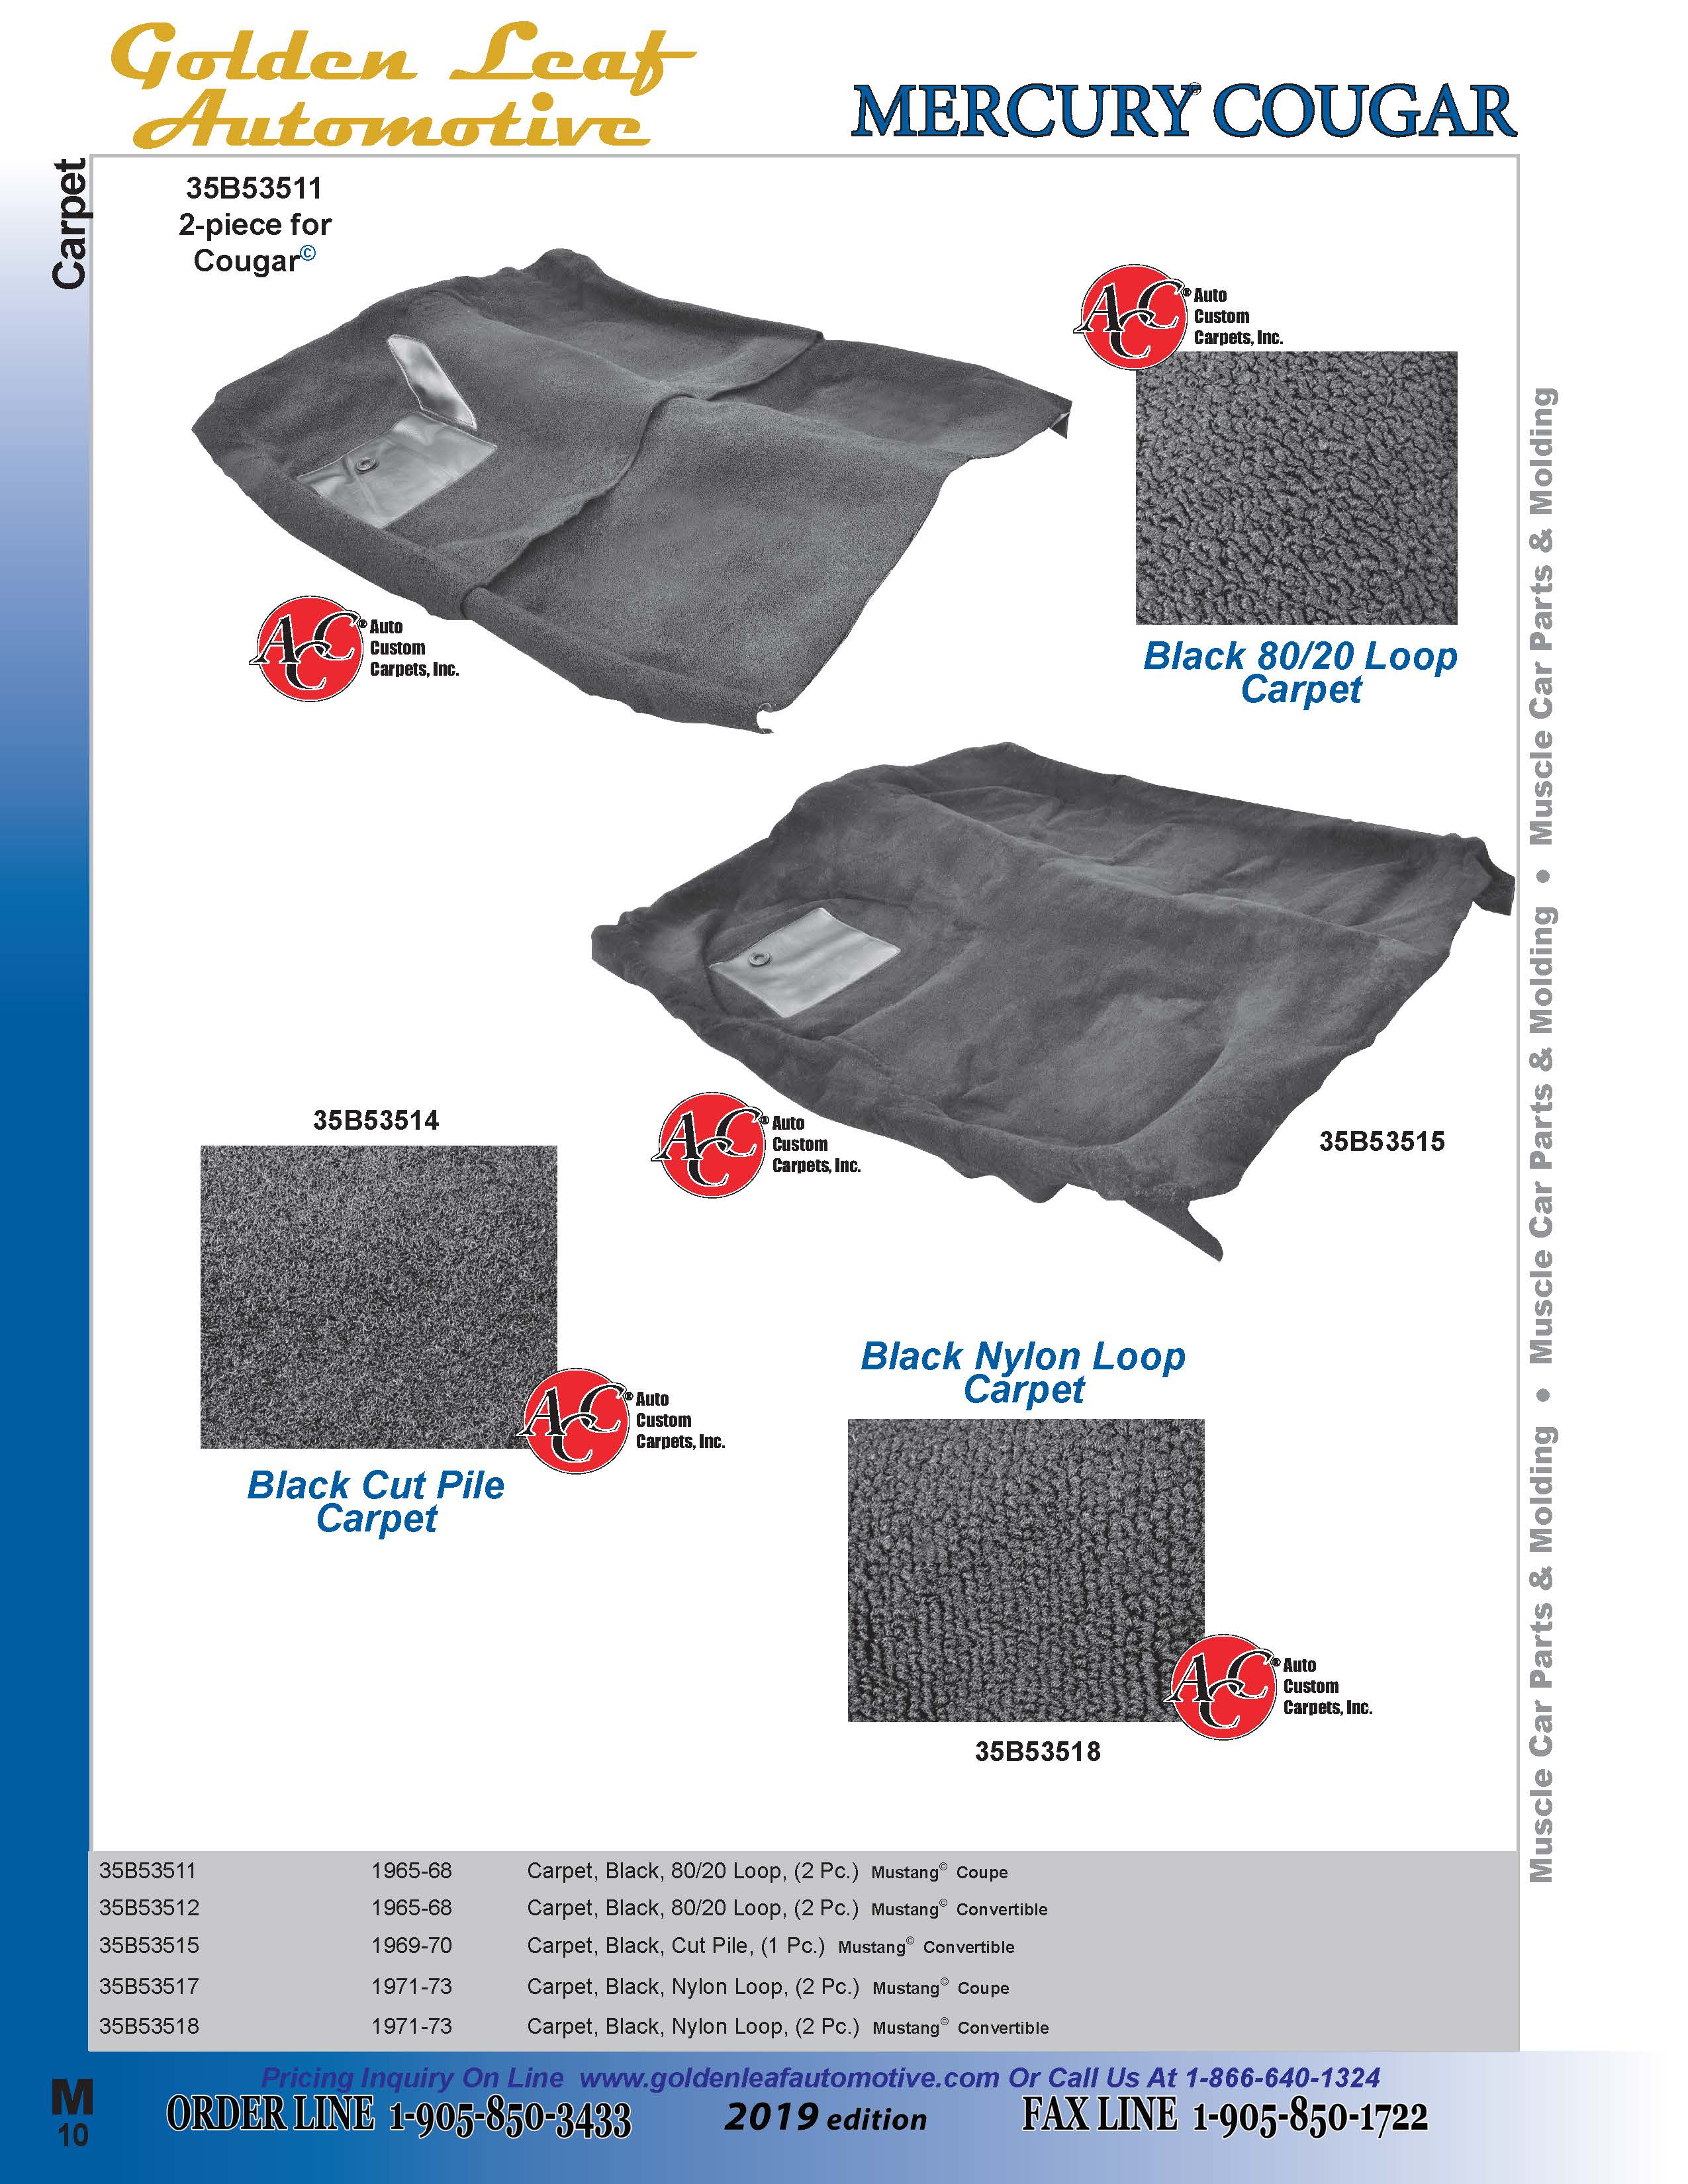 Golden Leaf
Automotive
MERCURY® COUGAR
Carpet
35B53511
2-piece for
Cougar©
ACC® Auto
Custom
Carpets, Inc.
Black 80/20 Loop
Carpet
ACC® Auto
Custom
Carpets, Inc.
35B53514
ACC® Auto
Custom
Carpets, Inc.
35B53515
Black Nylon Loop
Carpet
ACC® Auto
Custom
Carpets, Inc.
Black Cut Pile
Carpet
ACC® Auto
Custom
Carpets, Inc.
35B53518
Muscle Car Parts & Molding • Muscle Car Parts & Molding • Muscle Car Parts & Molding
35B53511 1965-68 Carpet, Black, 80/20 Loop, (2 Pc.) Mustang© Coupe
35B53512 1965-68 Carpet, Black, 80/20 Loop, (2 Pc.) Mustang© Convertible
35B53515 1969-70 Carpet, Black, Cut Pile, (1 Pc.) Mustang© Convertible
35B53517 1971-73 Carpet, Black, Nylon Loop, (2 Pc.) Mustang© Coupe
35B53518 1971-73 Carpet, Black, Nylon Loop, (2 Pc.) Mustang© Convertible
Pricing Inquiry On Line www.goldenleafautomotive.com Or Call Us At 1-866-640-1324
M
10
ORDER LINE 1-905-850-3433 2019 edition FAX LINE 1-905-850-1722